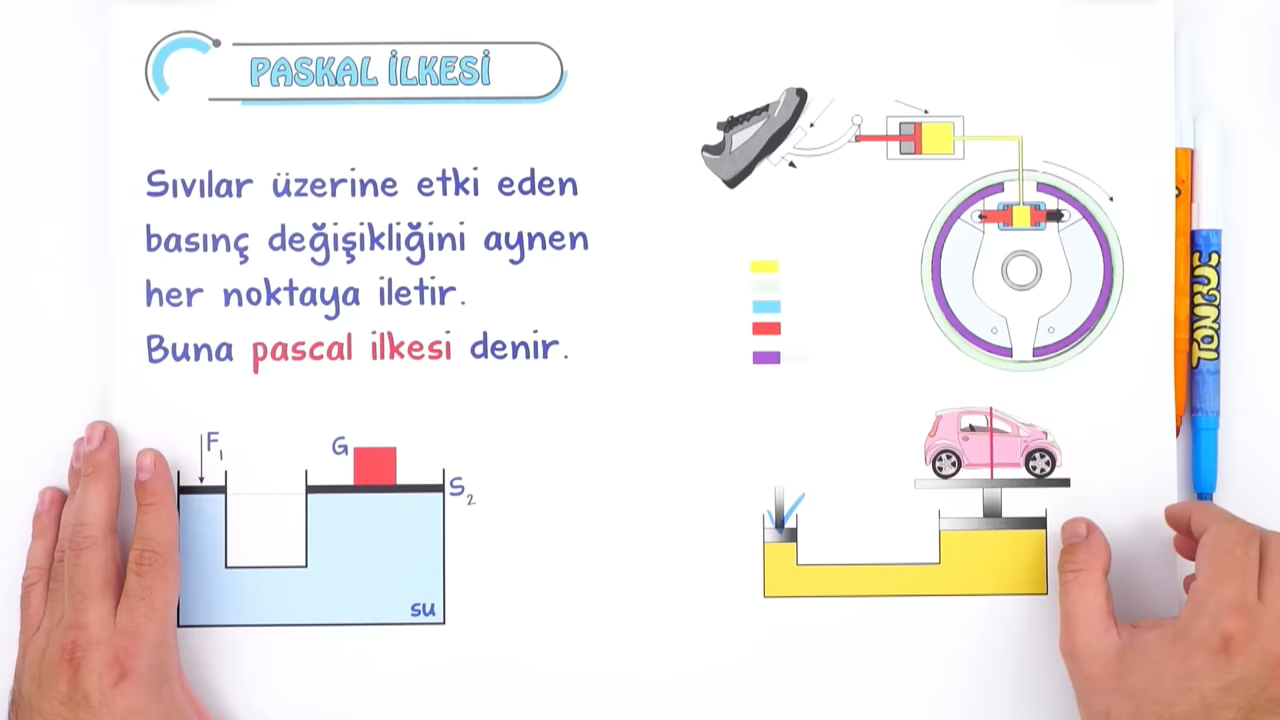 PASKAL İLKESİ
Sıvılar üzerine etki eden
basınç değişikliğini aynen
her noktaya iletir.
Buna pascal ilkesi denir.
F₁
G
S₂
su
TONGUÇ